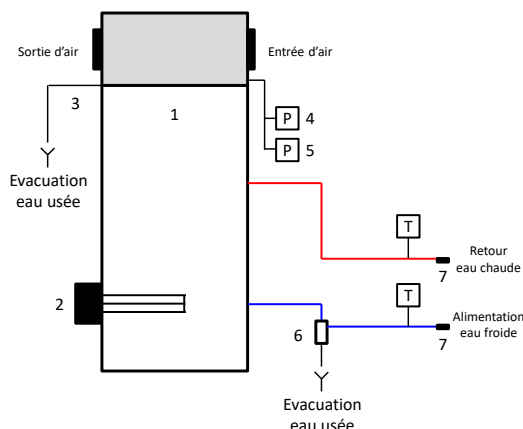 Sortie d'air
Entrée d'air
3
1
P
4
P
5
Evacuation
eau usée
T
Retour
eau chaude
7
2
T
Alimentation
eau froide
6
7
Evacuation
eau usée